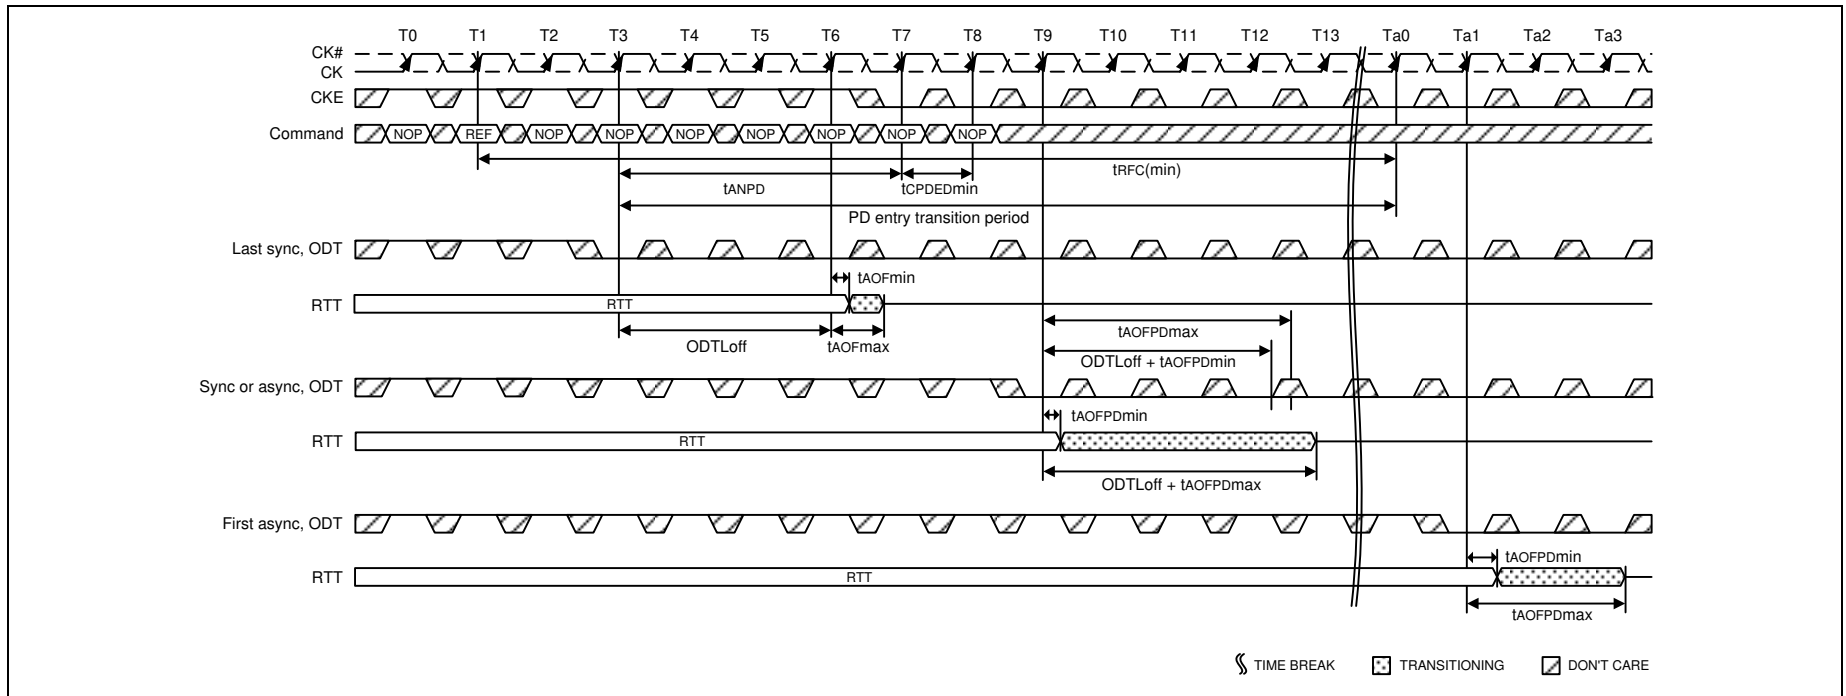 T0 T1 T2 T3 T4 T5 T6 T7 T8 T9 T10 T11 T12 T13 Ta0 Ta1 Ta2 Ta3
CK#
CK
CKE
Command NOP REF NOP NOP NOP NOP NOP NOP NOP
tRFC(min)
tANPD tCPDEDmin
PD entry transition period
Last sync, ODT
tAOFmin
RTT RTT
ODTLoff tAOFmax
tAOFPDmax
ODTLoff + tAOFPDmin
Sync or async, ODT
tAOFPDmin
RTT RTT
ODTLoff + tAOFPDmax
First async, ODT
tAOFPDmin
RTT RTT
tAOFPDmax
TIME BREAK TRANSITIONING DON'T CARE